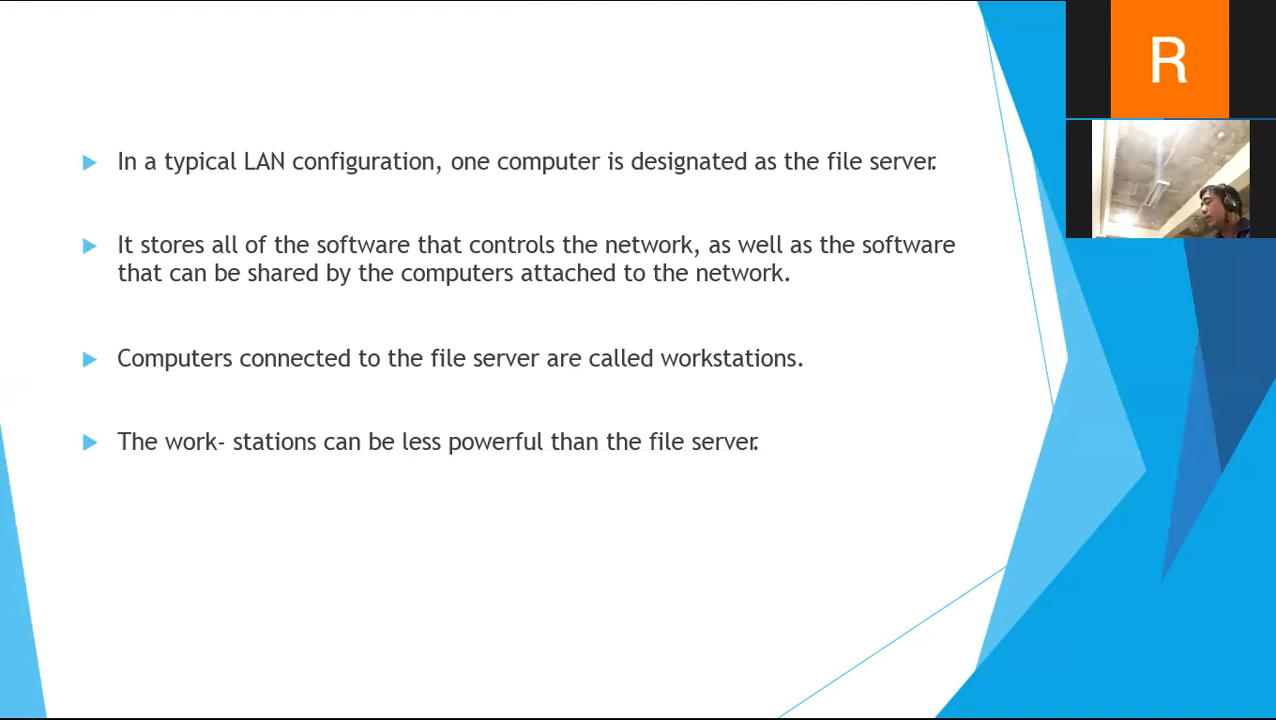 In a typical LAN configuration, one computer is designated as the file server.
It stores all of the software that controls the network, as well as the software
that can be shared by the computers attached to the network.
Computers connected to the file server are called workstations.
The work- stations can be less powerful than the file server.
R